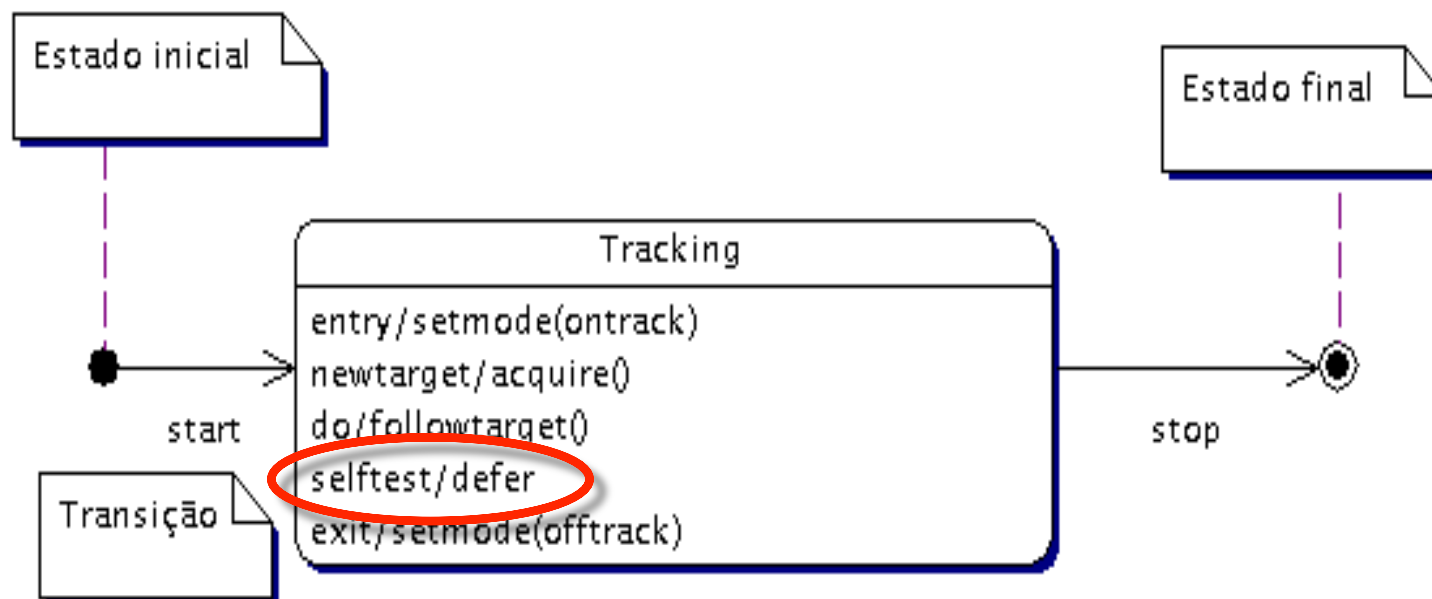 Estado inicial
Estado final
Tracking
entry/setmode(ontrack)
newtarget/acquire()
do/followtarget()
selftest/defer
exit/setmode(offtrack)
start
stop
Transição